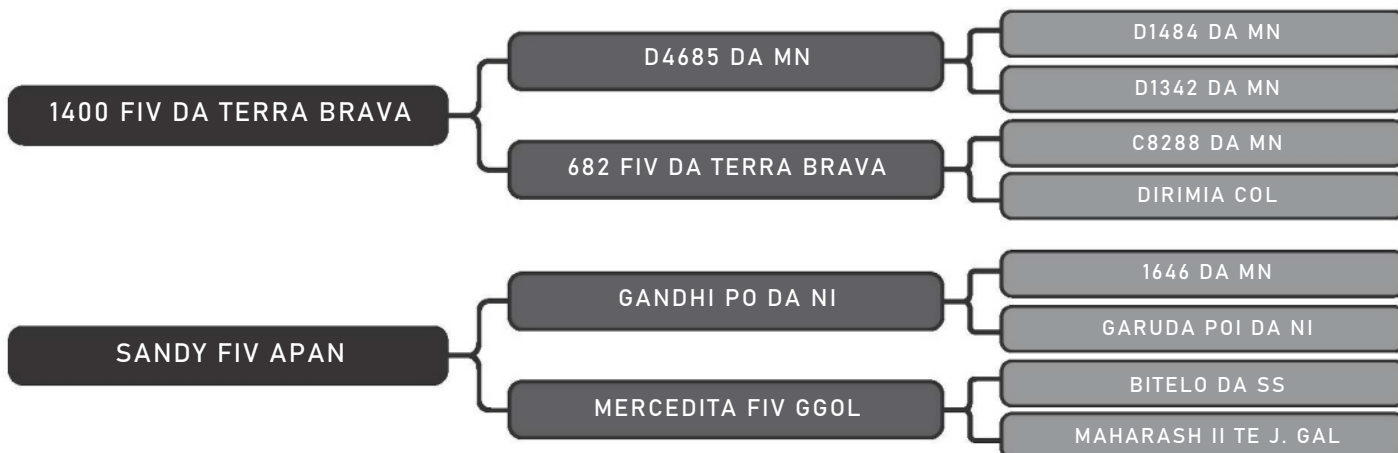 D1484 DA MN
D4685 DA MN
D1342 DA MN
1400 FIV DA TERRA BRAVA
C8288 DA MN
682 FIV DA TERRA BRAVA
DIRIMIA COL
1646 DA MN
GANDHI PO DA NI
GARUDA POI DA NI
SANDY FIV APAN
BITELO DA SS
MERCEDITA FIV GGOL
MAHARASH II TE J. GAL